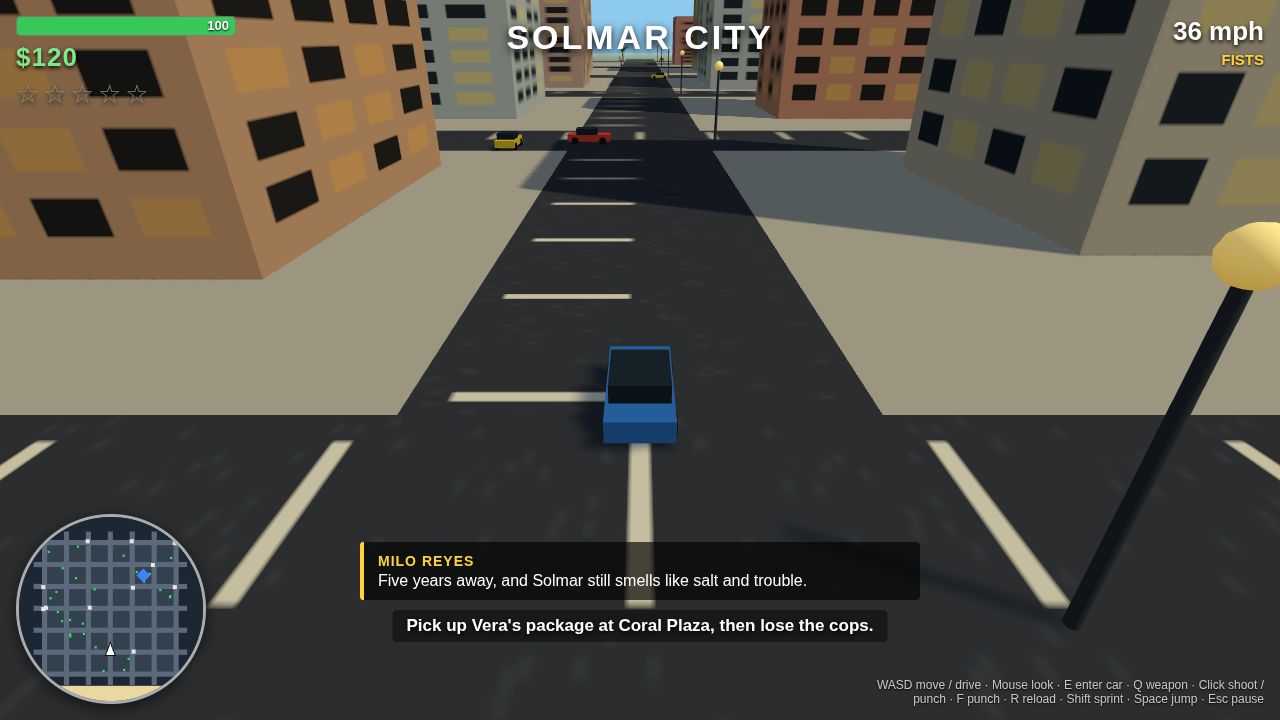 100
SOLMAR CITY
36 mph
$120
FISTS
MILO REYES
Five years away, and Solmar still smells like salt and trouble.
Pick up Vera's package at Coral Plaza, then lose the cops.
WASD move / drive · Mouse look · E enter car · Q weapon · Click shoot /
punch · F punch · R reload · Shift sprint · Space jump · Esc pause